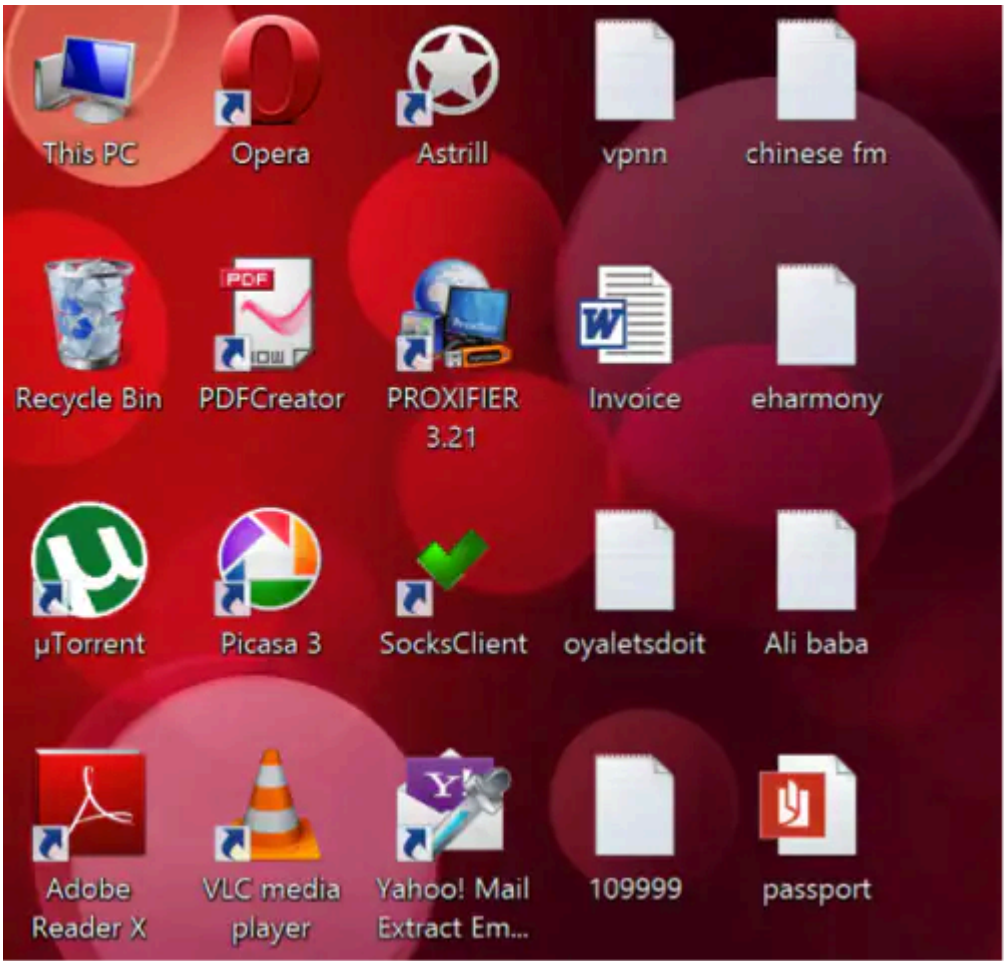 This PC
Opera
Astrill
vpnn
chinese fm
PDF
Recycle Bin
PDFCreator
PROXIFIER
3.21
W
Invoice
eharmony
µ
µTorrent
Picasa 3
SocksClient
oyaletsdoit
Ali baba
Y!
Adobe
Reader X
VLC media
player
Yahoo! Mail
Extract Em...
109999
passport